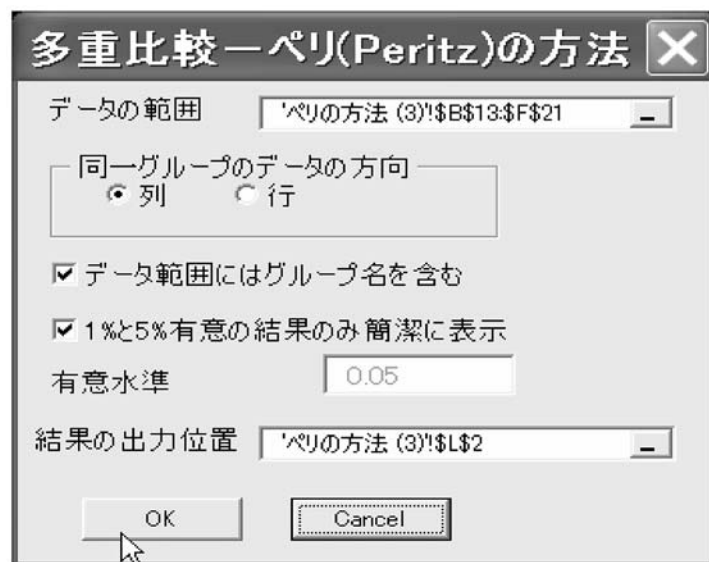 多重比較－ペリ(Peritz)の方法
データの範囲 'ペリの方法 (3)'!$B$13:$F$21
同一グループのデータの方向
列 行
データ範囲にはグループ名を含む
1%と5%有意の結果のみ簡潔に表示
有意水準 0.05
結果の出力位置 'ペリの方法 (3)'!$L$2
OK Cancel